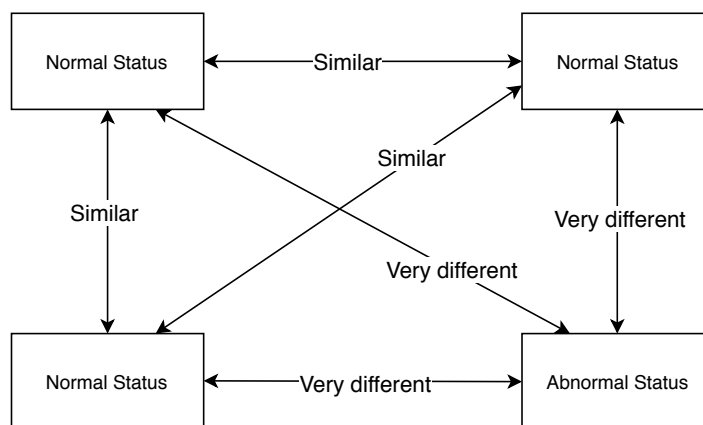 Normal Status
Similar
Normal Status
Similar
Similar
Very different
Very different
Normal Status
Very different
Abnormal Status